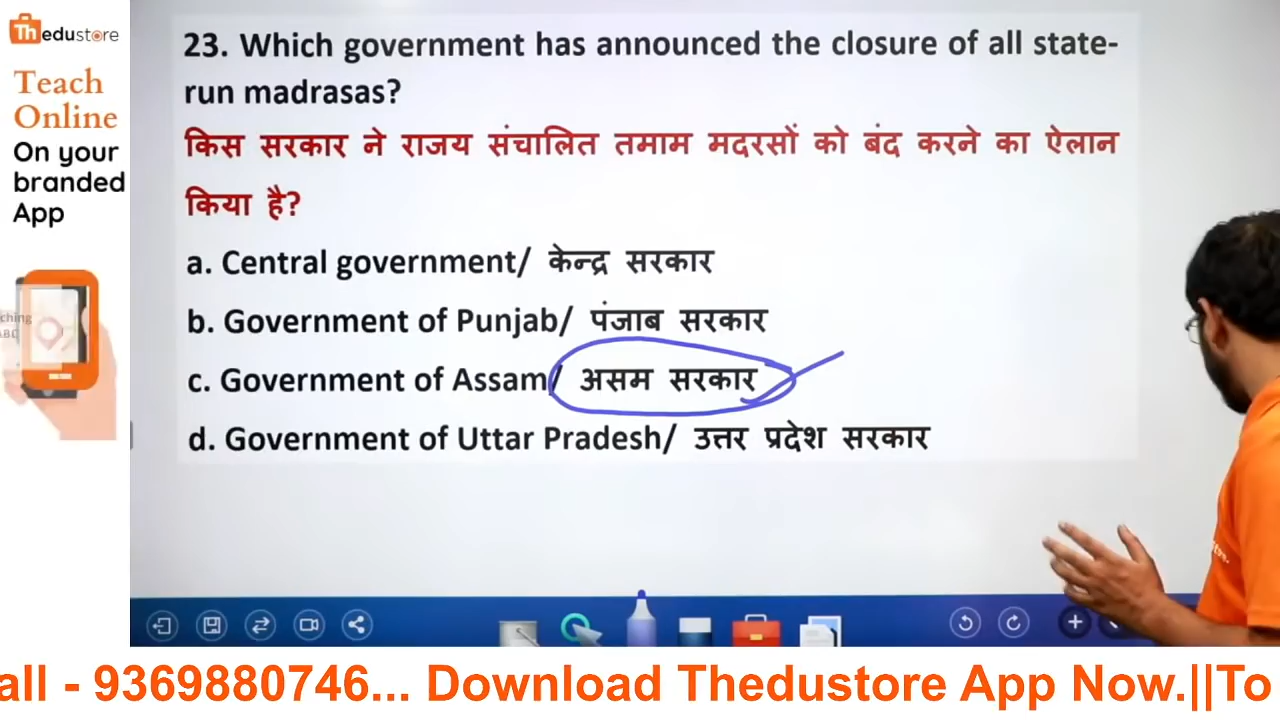 Thedustore
Teach
Online
On your
branded
App
ching
ABC
23. Which government has announced the closure of all state-
run madrasas?
किस सरकार ने राजय संचालित तमाम मदरसों को बंद करने का ऐलान
किया है?
a. Central government/ केन्द्र सरकार
b. Government of Punjab/ पंजाब सरकार
c. Government of Assam/ असम सरकार
d. Government of Uttar Pradesh/ उत्तर प्रदेश सरकार
all - 9369880746... Download Thedustore App Now.||To